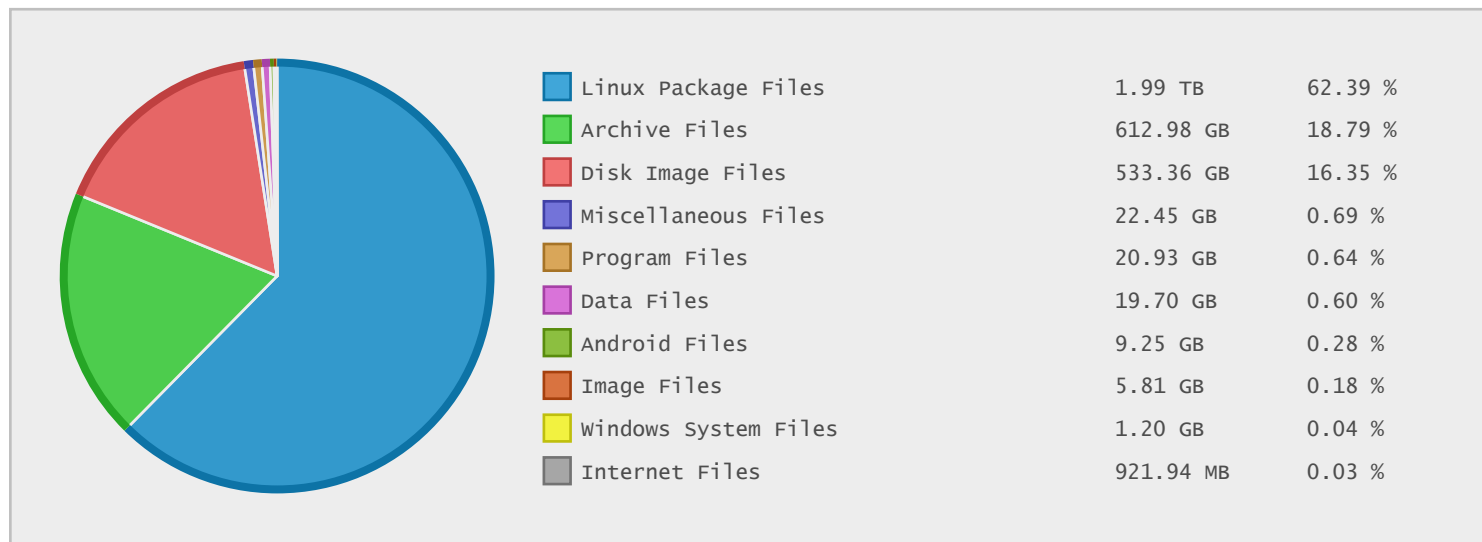 Linux Package Files 1.99 TB 62.39 %
Archive Files 612.98 GB 18.79 %
Disk Image Files 533.36 GB 16.35 %
Miscellaneous Files 22.45 GB 0.69 %
Program Files 20.93 GB 0.64 %
Data Files 19.70 GB 0.60 %
Android Files 9.25 GB 0.28 %
Image Files 5.81 GB 0.18 %
Windows System Files 1.20 GB 0.04 %
Internet Files 921.94 MB 0.03 %